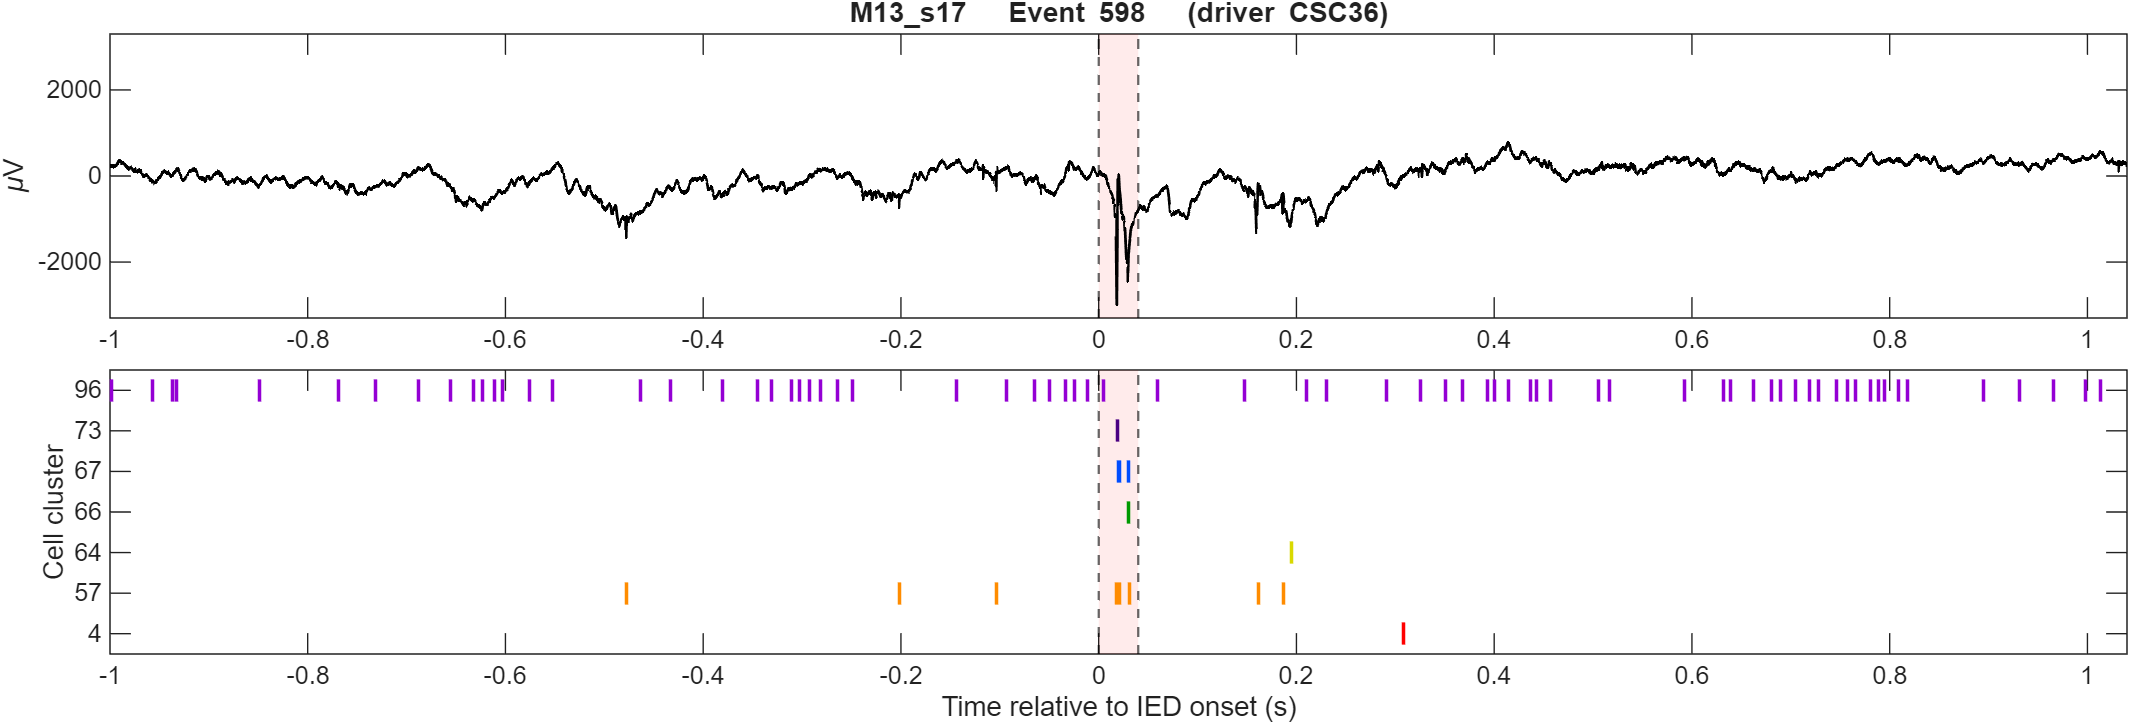 M13_s17 Event 598 (driver CSC36)
2000
0
-2000
µV
-1 -0.8 -0.6 -0.4 -0.2 0 0.2 0.4 0.6 0.8 1
96
73
67
66
64
57
4
Cell cluster
-1 -0.8 -0.6 -0.4 -0.2 0 0.2 0.4 0.6 0.8 1
Time relative to IED onset (s)